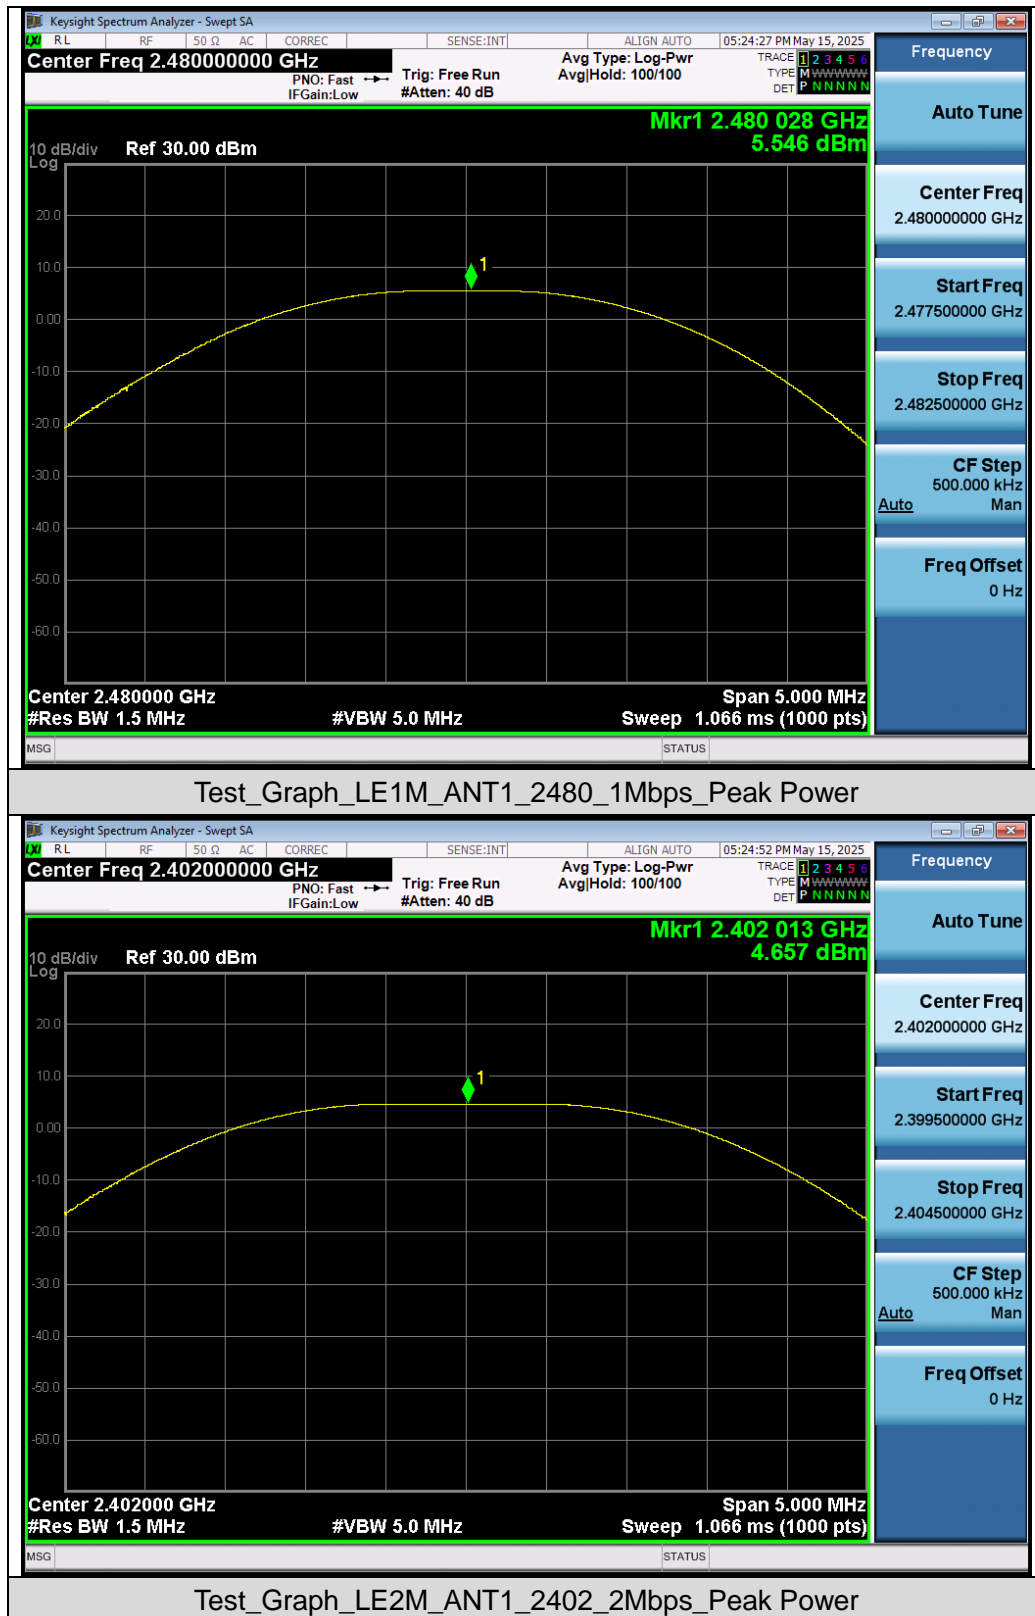 Keysight Spectrum Analyzer - Swept SA
LXI RL RF 50 Ω AC CORREC SENSE:INT ALIGN AUTO 05:24:27 PM May 15, 2025
Center Freq 2.480000000 GHz
PNO: Fast
IFGain:Low
Trig: Free Run
#Atten: 40 dB
Avg Type: Log-Pwr
Avg|Hold: 100/100
TRACE 1 2 3 4 5 6
TYPE M WWWWW
DET P N N N N N
Mkr1 2.480 028 GHz
5.546 dBm
10 dB/div Ref 30.00 dBm
Log
20.0
10.0
0.00
-10.0
-20.0
-30.0
-40.0
-50.0
-60.0
1
Center 2.480000 GHz
Span 5.000 MHz
#Res BW 1.5 MHz
#VBW 5.0 MHz
Sweep 1.066 ms (1000 pts)
MSG
STATUS
Frequency
Auto Tune
Center Freq
2.480000000 GHz
Start Freq
2.477500000 GHz
Stop Freq
2.482500000 GHz
CF Step
500.000 kHz
Auto Man
Freq Offset
0 Hz
Test_Graph_LE1M_ANT1_2480_1Mbps_Peak Power
Keysight Spectrum Analyzer - Swept SA
LXI RL RF 50 Ω AC CORREC SENSE:INT ALIGN AUTO 05:24:52 PM May 15, 2025
Center Freq 2.402000000 GHz
PNO: Fast
IFGain:Low
Trig: Free Run
#Atten: 40 dB
Avg Type: Log-Pwr
Avg|Hold: 100/100
TRACE 1 2 3 4 5 6
TYPE M WWWWW
DET P N N N N N
Mkr1 2.402 013 GHz
4.657 dBm
10 dB/div Ref 30.00 dBm
Log
20.0
10.0
0.00
-10.0
-20.0
-30.0
-40.0
-50.0
-60.0
1
Center 2.402000 GHz
Span 5.000 MHz
#Res BW 1.5 MHz
#VBW 5.0 MHz
Sweep 1.066 ms (1000 pts)
MSG
STATUS
Frequency
Auto Tune
Center Freq
2.402000000 GHz
Start Freq
2.399500000 GHz
Stop Freq
2.404500000 GHz
CF Step
500.000 kHz
Auto Man
Freq Offset
0 Hz
Test_Graph_LE2M_ANT1_2402_2Mbps_Peak Power